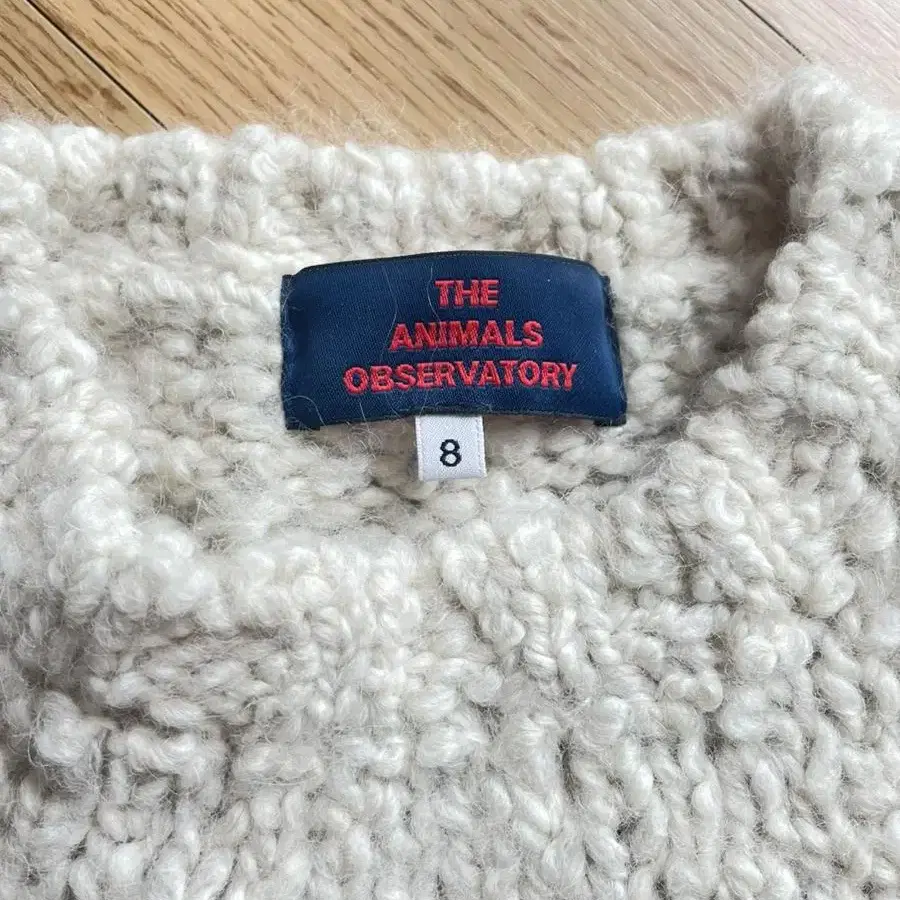 THE
ANIMALS
OBSERVATORY
8